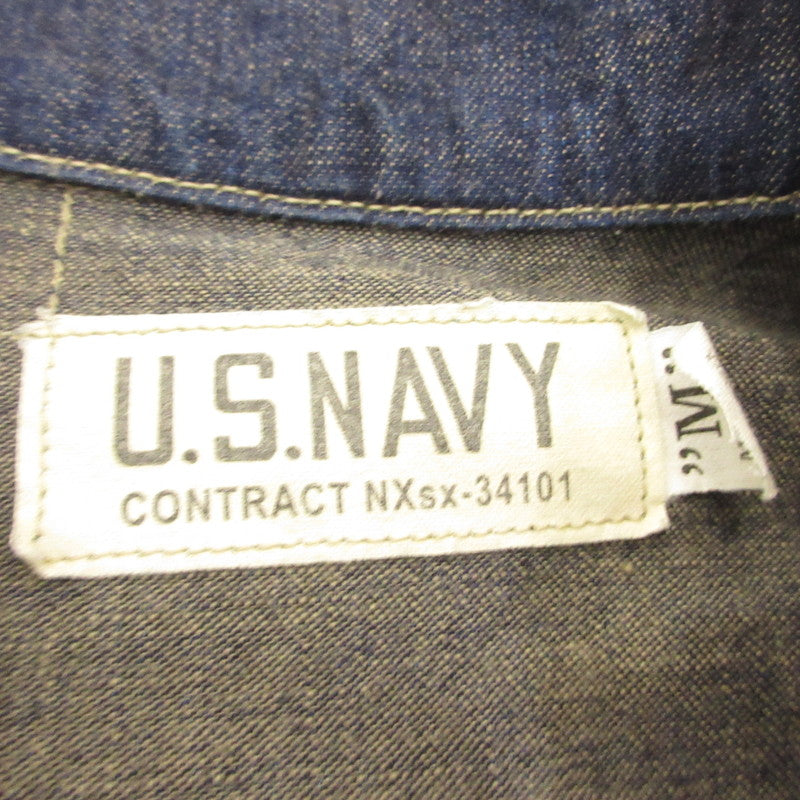 U.S.NAVY
CONTRACT NXsx-34101
"M"